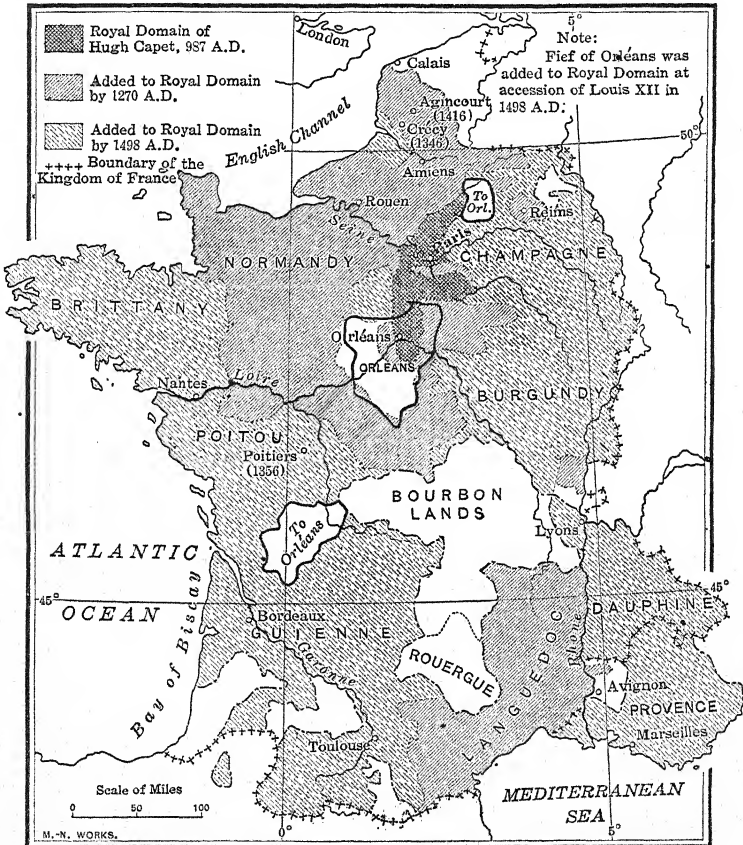 Royal Domain of
Hugh Capet, 987 A.D.
Added to Royal Domain
by 1270 A.D.
Added to Royal Domain
by 1498 A.D.
++++ Boundary of the
Kingdom of France
London
5°
Note:
Fief of Orléans was
added to Royal Domain at
accession of Louis XII in
1498 A.D.
Calais
Agincourt
(1416)
Crécy
(1346)
English Channel
50°
Amiens
To
Orl.
Rouen
Seine
Reims
Paris
NORMANDY
CHAMPAGNE
BRITTANY
Orléans
ORLÉANS
Nantes
Loire
BURGUNDY
POITOU
Poitiers
(1356)
BOURBON
LANDS
To
Orléans
Lyons
ATLANTIC
OCEAN
45°
45°
DAUPHINE
Bay of Biscay
Bordeaux
GUIENNE
Garonne
ROUERGUE
LANGUEDOC
Rhone
Avignon
PROVENCE
Marseilles
Toulouse
Scale of Miles
0 50 100
MEDITERRANEAN
SEA
M.-N. WORKS.
0°
5°